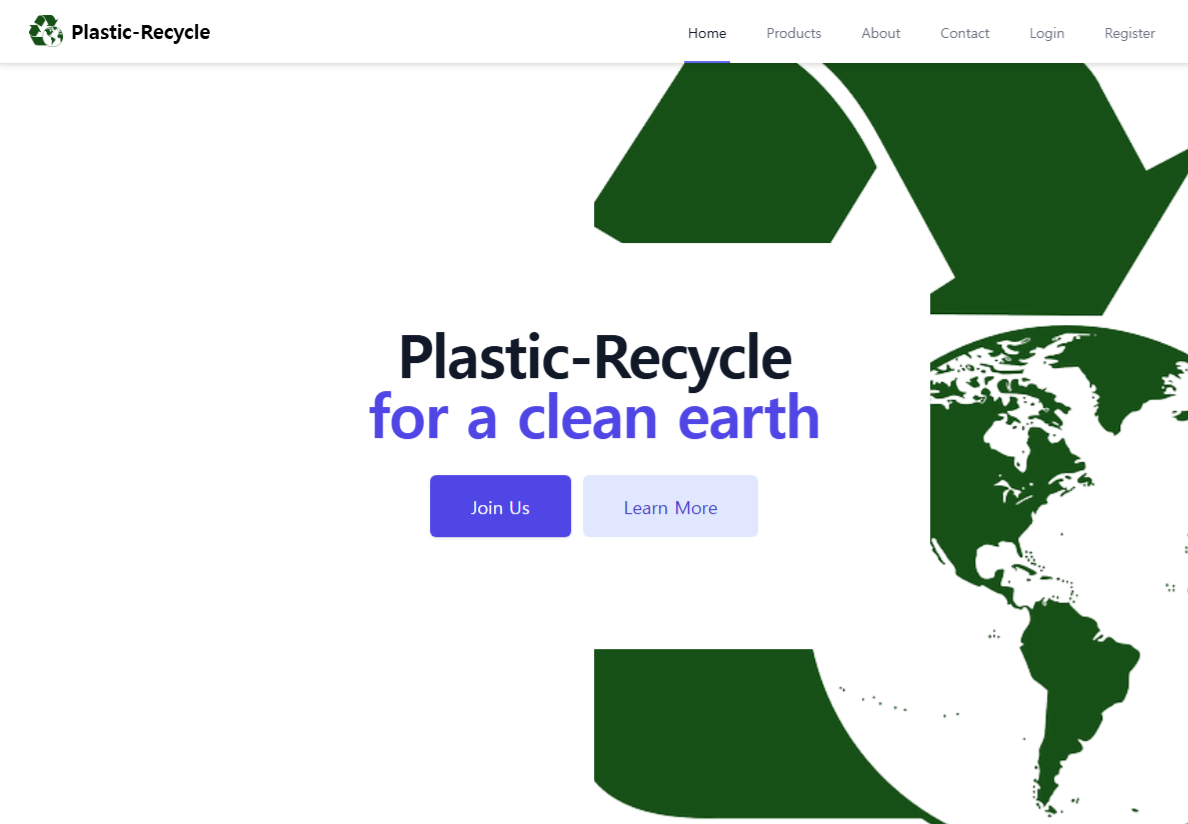 Plastic-Recycle
Home Products About Contact Login Register
Plastic-Recycle
for a clean earth
Join Us Learn More